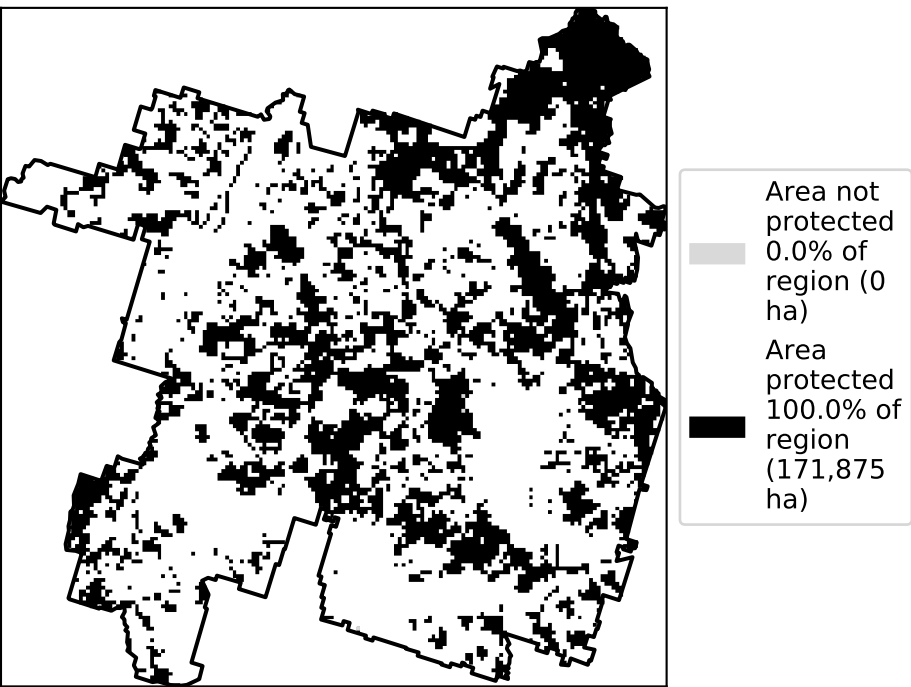 Area not
protected
0.0% of
region (0
ha)
Area
protected
100.0% of
region
(171,875
ha)